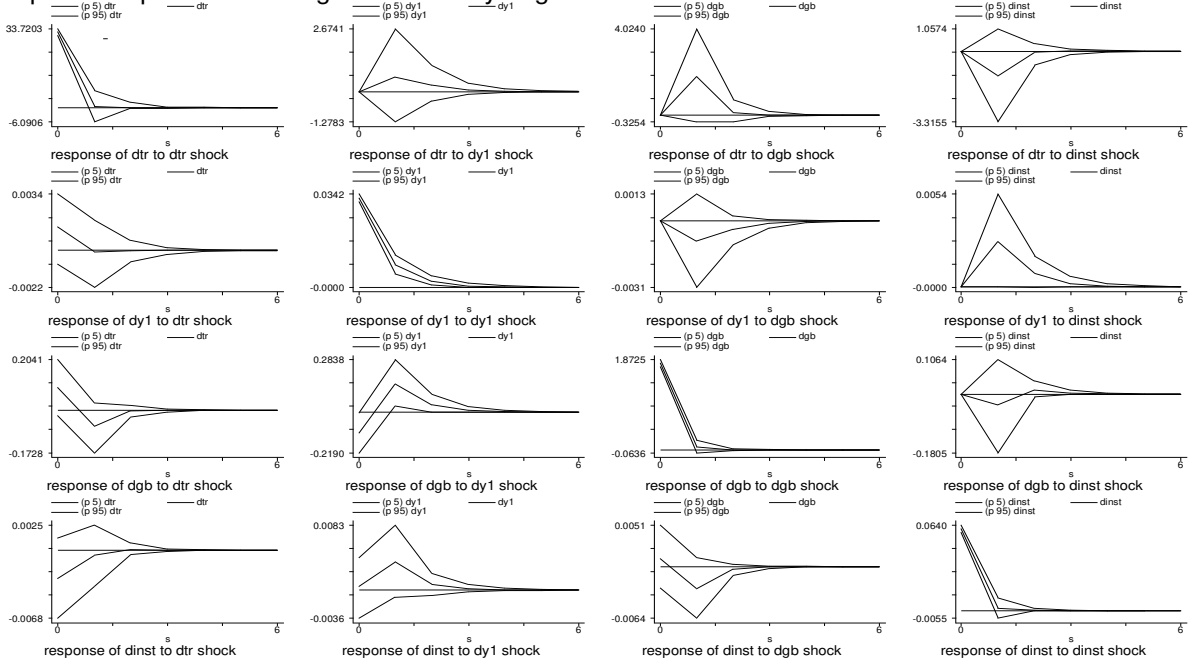 (p 5) dtr dtr
(p 95) dtr
33.7203
-6.0906
0 6
s
response of dtr to dtr shock
(p 5) dy1 dy1
(p 95) dy1
2.6741
-1.2783
0 6
s
response of dtr to dy1 shock
(p 5) dgb dgb
(p 95) dgb
4.0240
-0.3254
0 6
s
response of dtr to dgb shock
(p 5) dinst dinst
(p 95) dinst
1.0574
-3.3155
0 6
s
response of dtr to dinst shock
(p 5) dtr dtr
(p 95) dtr
0.0034
-0.0022
0 6
s
response of dy1 to dtr shock
(p 5) dy1 dy1
(p 95) dy1
0.0342
-0.0000
0 6
s
response of dy1 to dy1 shock
(p 5) dgb dgb
(p 95) dgb
0.0013
-0.0031
0 6
s
response of dy1 to dgb shock
(p 5) dinst dinst
(p 95) dinst
0.0054
-0.0000
0 6
s
response of dy1 to dinst shock
(p 5) dtr dtr
(p 95) dtr
0.2041
-0.1728
0 6
s
response of dgb to dtr shock
(p 5) dy1 dy1
(p 95) dy1
0.2838
-0.2190
0 6
s
response of dgb to dy1 shock
(p 5) dgb dgb
(p 95) dgb
1.8725
-0.0636
0 6
s
response of dgb to dgb shock
(p 5) dinst dinst
(p 95) dinst
0.1064
-0.1805
0 6
s
response of dgb to dinst shock
(p 5) dtr dtr
(p 95) dtr
0.0025
-0.0068
0 6
s
response of dinst to dtr shock
(p 5) dy1 dy1
(p 95) dy1
0.0083
-0.0036
0 6
s
response of dinst to dy1 shock
(p 5) dgb dgb
(p 95) dgb
0.0051
-0.0064
0 6
s
response of dinst to dgb shock
(p 5) dinst dinst
(p 95) dinst
0.0640
-0.0055
0 6
s
response of dinst to dinst shock